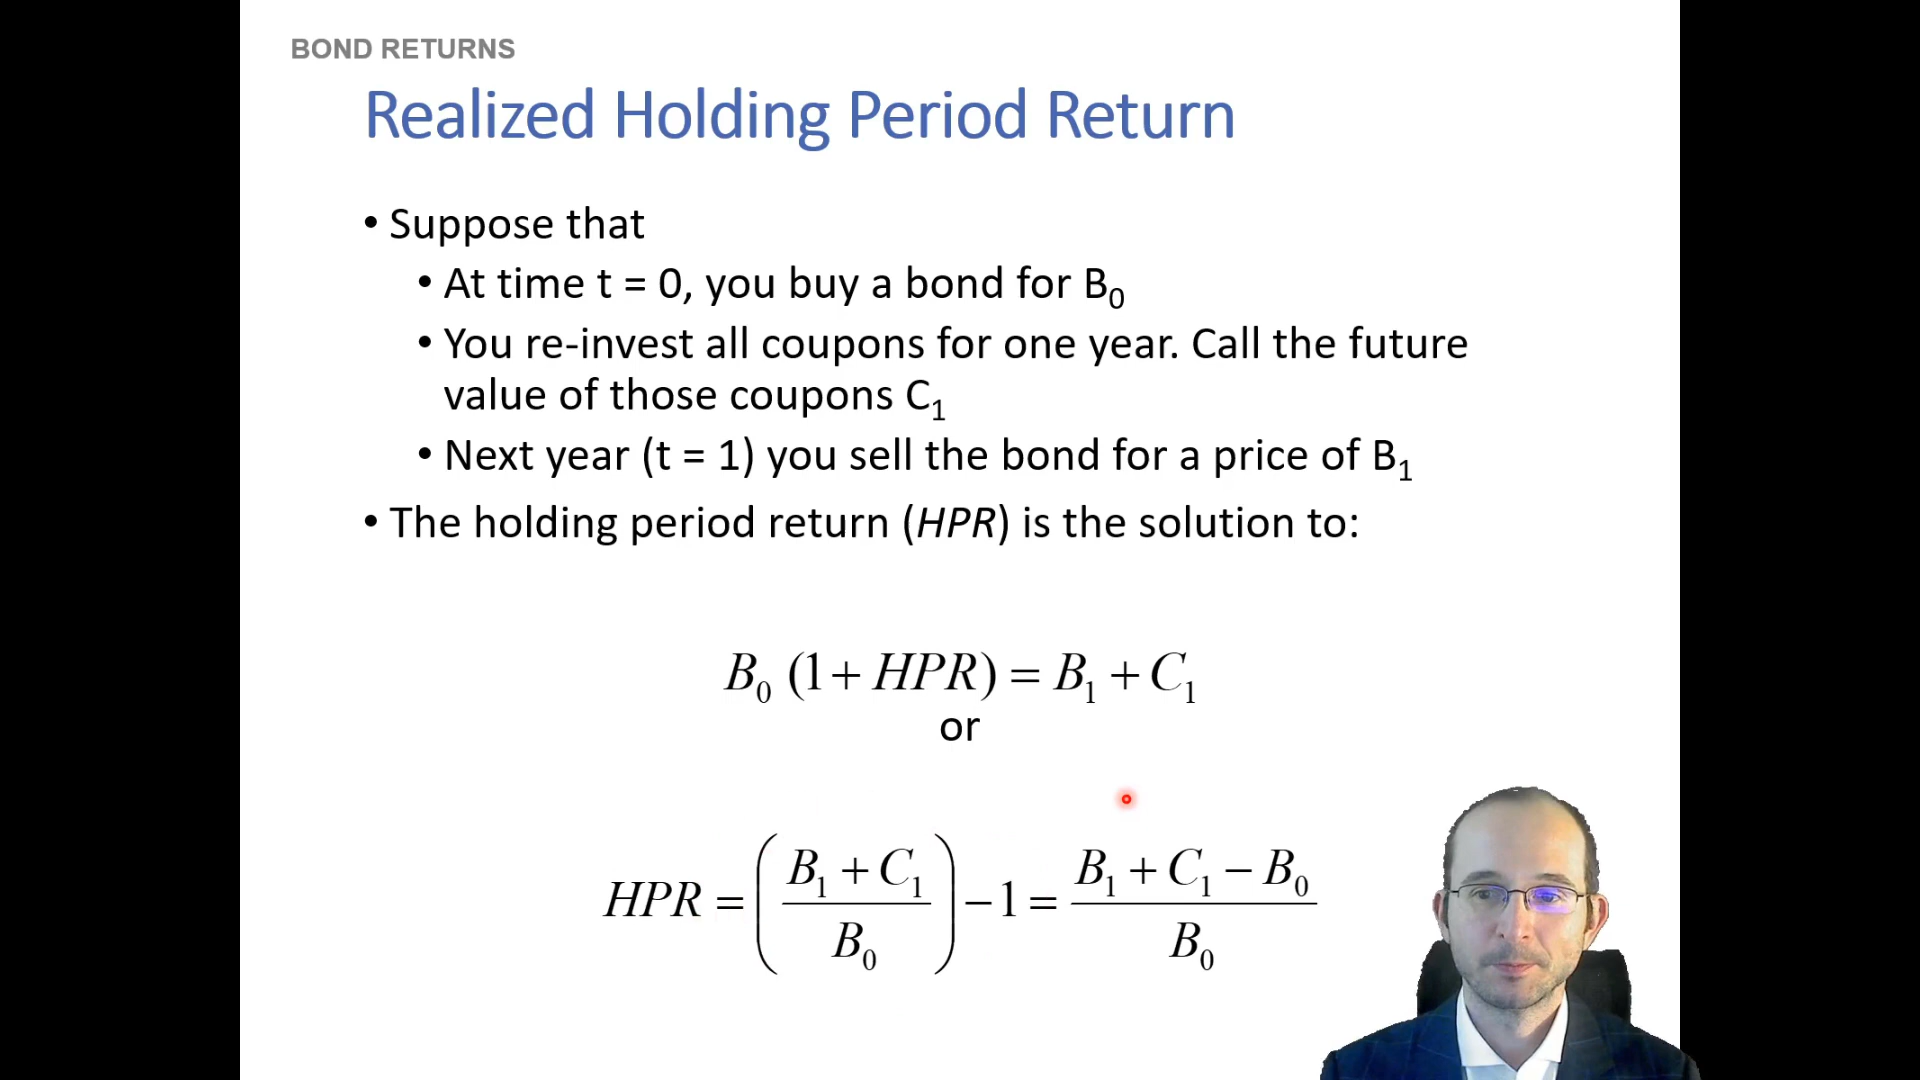 BOND RETURNS
Realized Holding Period Return
• Suppose that
• At time t = 0, you buy a bond for B₀
• You re-invest all coupons for one year. Call the future
value of those coupons C₁
• Next year (t = 1) you sell the bond for a price of B₁
• The holding period return (HPR) is the solution to:
B₀ (1 + HPR) = B₁ + C₁
or
HPR = ( (B₁ + C₁) / B₀ ) − 1 = (B₁ + C₁ − B₀) / B₀